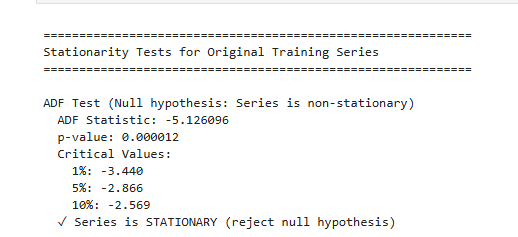 ============================================================
Stationarity Tests for Original Training Series
============================================================
ADF Test (Null hypothesis: Series is non-stationary)
ADF Statistic: -5.126096
p-value: 0.000012
Critical Values:
1%: -3.440
5%: -2.866
10%: -2.569
✓ Series is STATIONARY (reject null hypothesis)